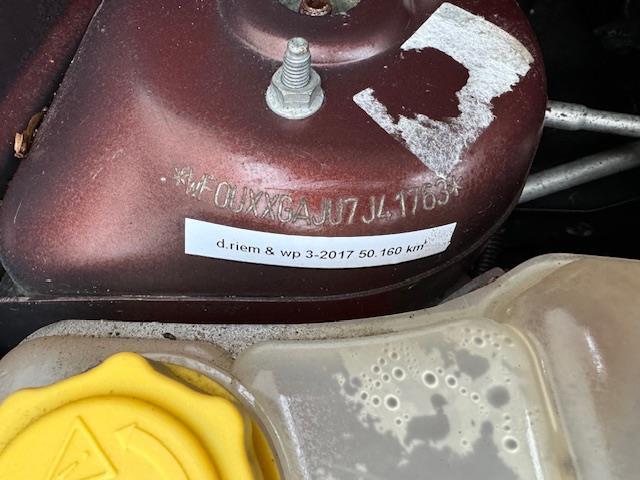 *WF0UXXGAJU7J41763*
d.riem & wp 3-2017 50.160 km